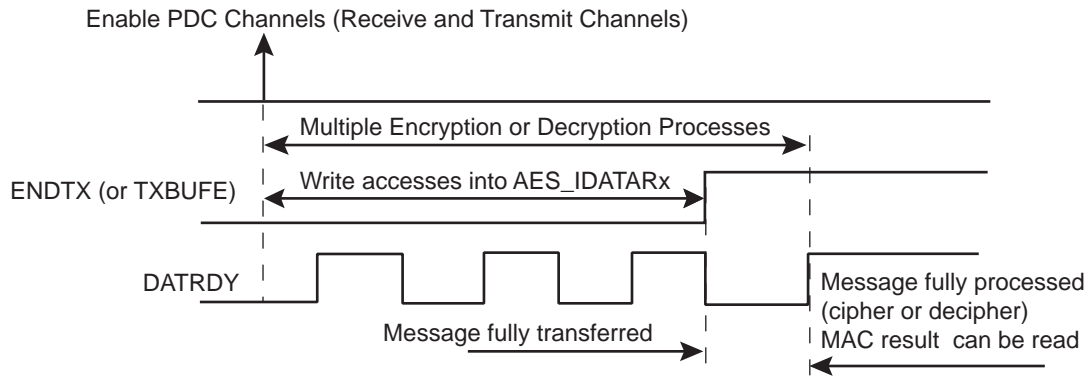 Enable PDC Channels (Receive and Transmit Channels)
Multiple Encryption or Decryption Processes
ENDTX (or TXBUFE)
Write accesses into AES_IDATARx
DATRDY
Message fully processed
(cipher or decipher)
MAC result can be read
Message fully transferred